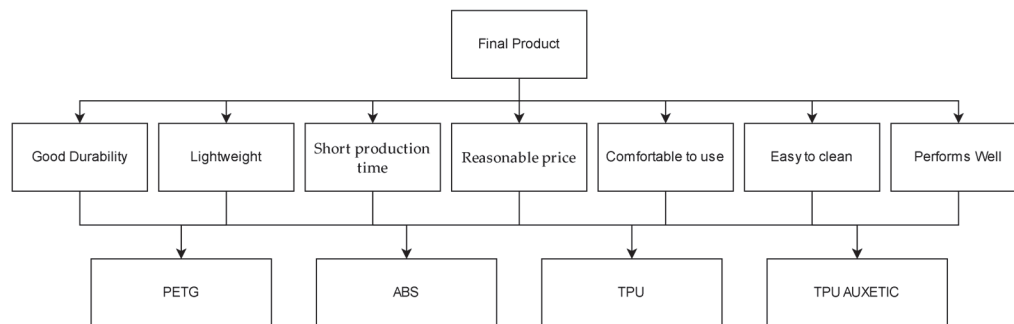 Final Product
Good Durability
Lightweight
Short production
time
Reasonable price
Comfortable to use
Easy to clean
Performs Well
PETG
ABS
TPU
TPU AUXETIC